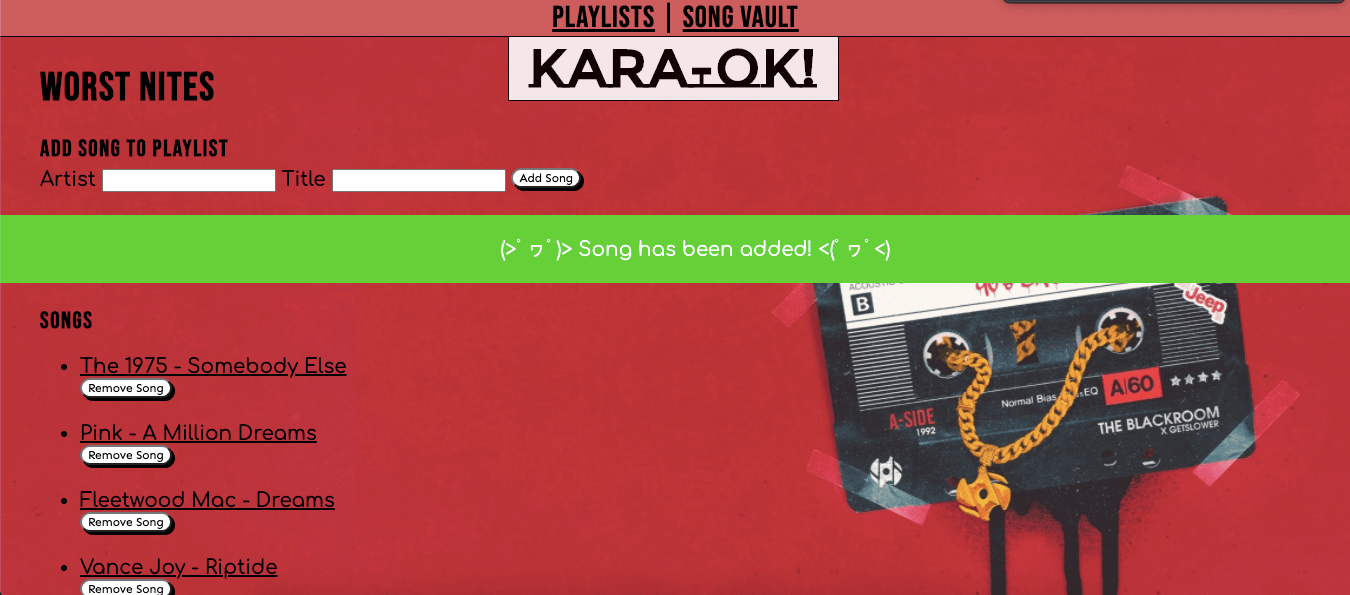 PLAYLISTS | SONG VAULT
KARA-OK!
WORST NITES
ADD SONG TO PLAYLIST
Artist Title Add Song
(>ﾟヮﾟ)> Song has been added! <(ﾟヮﾟ<)
B
Jeep
Normal Bias EQ A|60
A-SIDE
1992
THE BLACKROOM
X GETSLOWER
SONGS
• The 1975 - Somebody Else
Remove Song
• Pink - A Million Dreams
Remove Song
• Fleetwood Mac - Dreams
Remove Song
• Vance Joy - Riptide
Remove Song